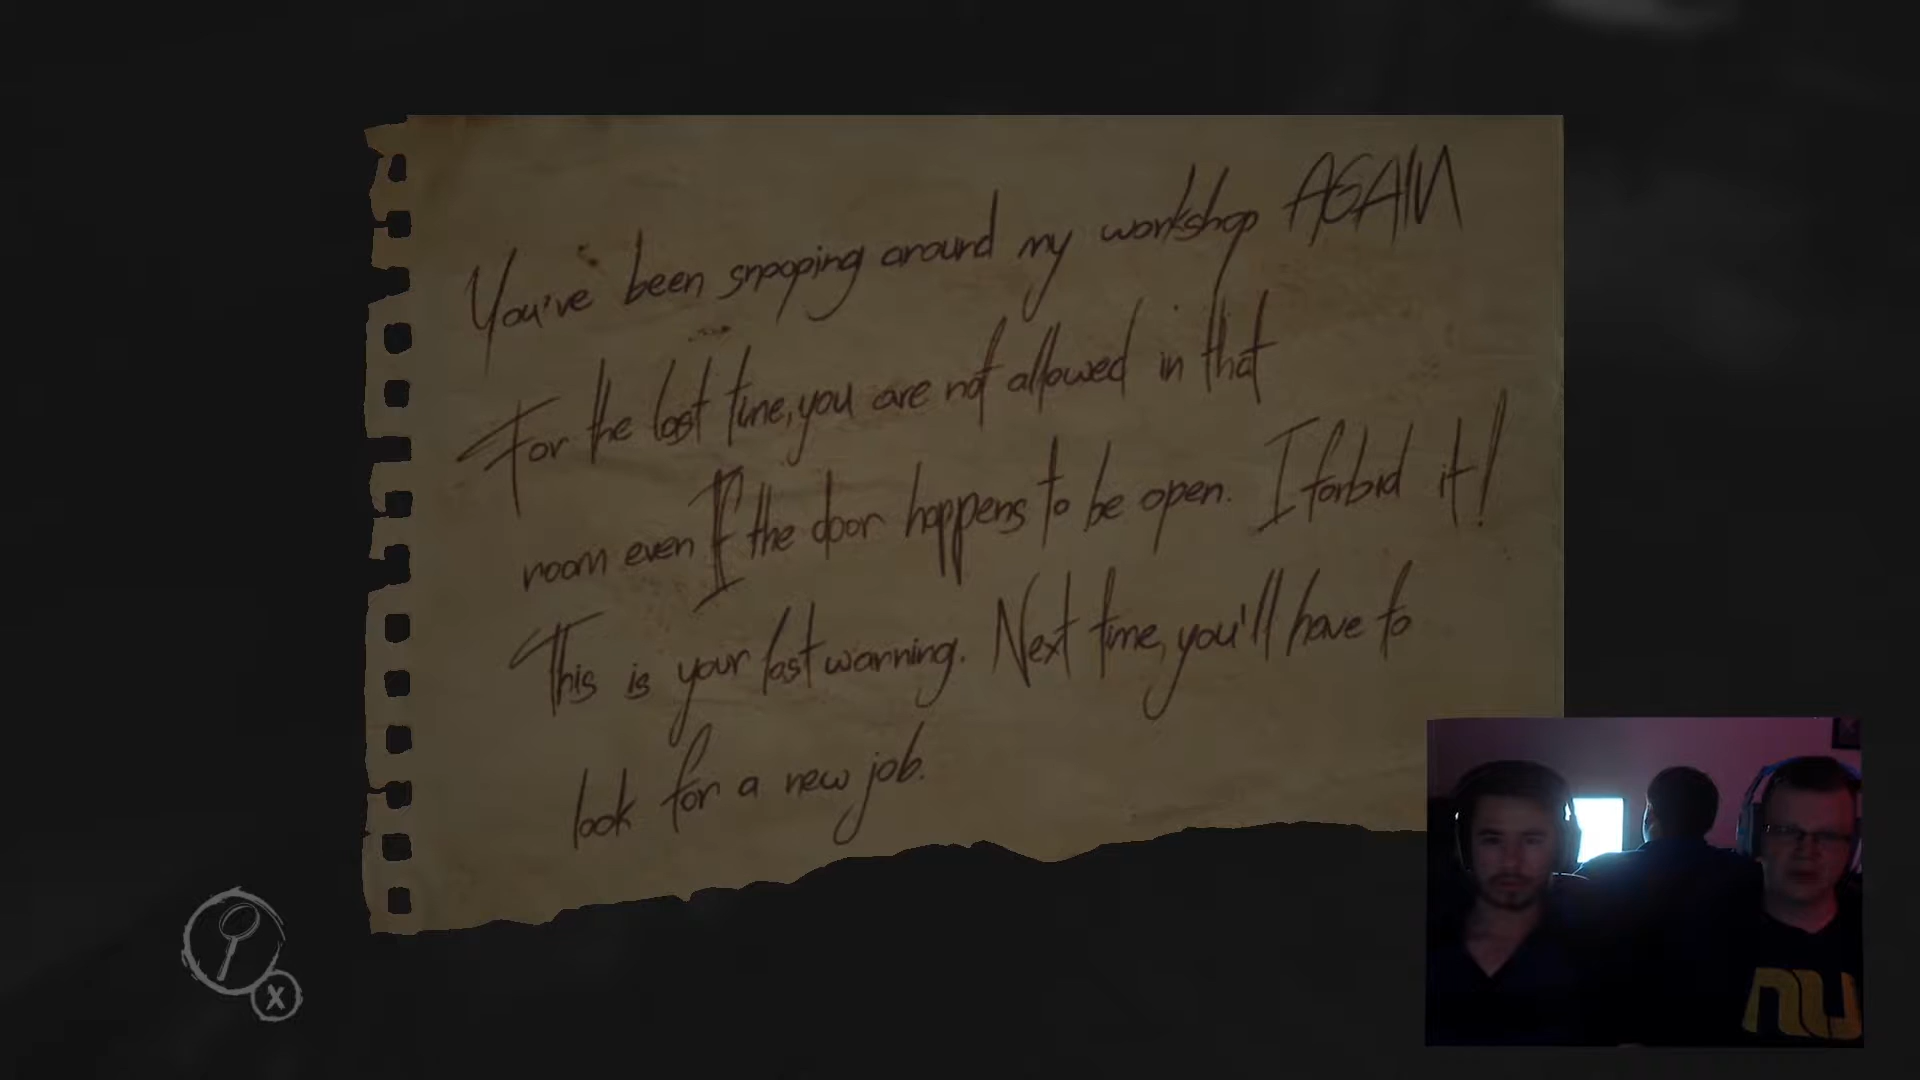 You've been snooping around my workshop AGAIN
For the last time, you are not allowed in that
room even If the door happens to be open. I forbid it!
This is your last warning. Next time, you'll have to
look for a new job.
X
nu